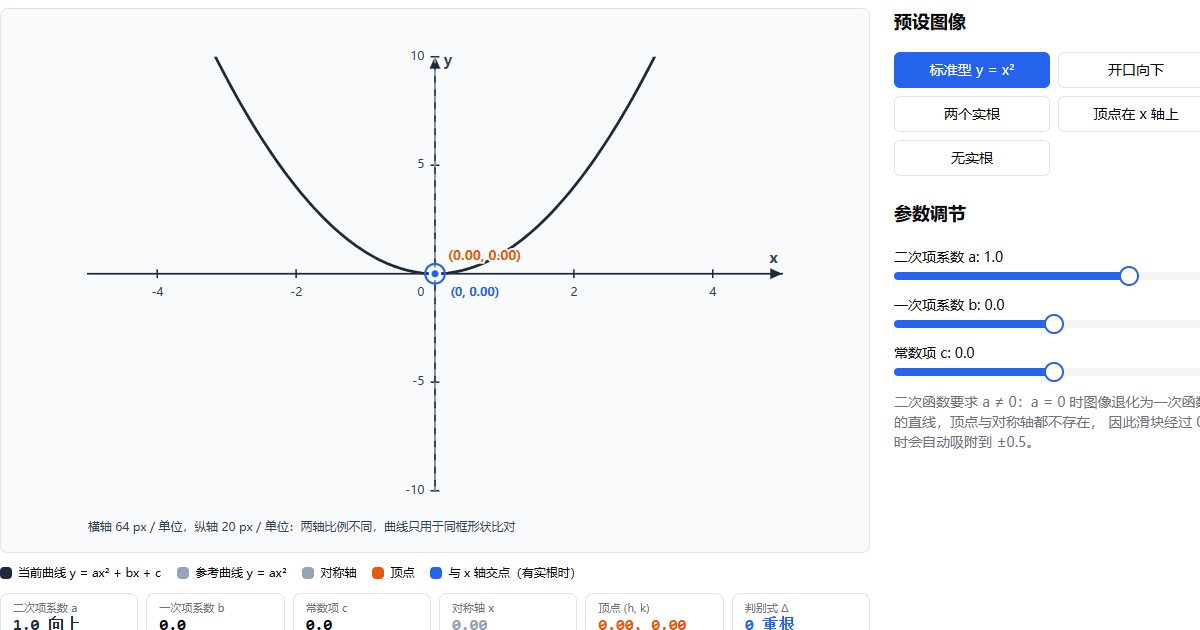 10
y
5
(0.00, 0.00)
x
-4
-2
0
(0, 0.00)
2
4
-5
-10
横轴 64 px / 单位，纵轴 20 px / 单位：两轴比例不同，曲线只用于同框形状比对
当前曲线 y = ax² + bx + c
参考曲线 y = ax²
对称轴
顶点
与 x 轴交点（有实根时）
二次项系数 a
1.0 向上
一次项系数 b
0.0
常数项 c
0.0
对称轴 x
0.00
顶点 (h, k)
0.00, 0.00
判别式 Δ
0 重根
预设图像
标准型 y = x²
开口向下
两个实根
顶点在 x 轴上
无实根
参数调节
二次项系数 a: 1.0
一次项系数 b: 0.0
常数项 c: 0.0
二次函数要求 a ≠ 0：a = 0 时图像退化为一次函
的直线，顶点与对称轴都不存在， 因此滑块经过
时会自动吸附到 ±0.5。